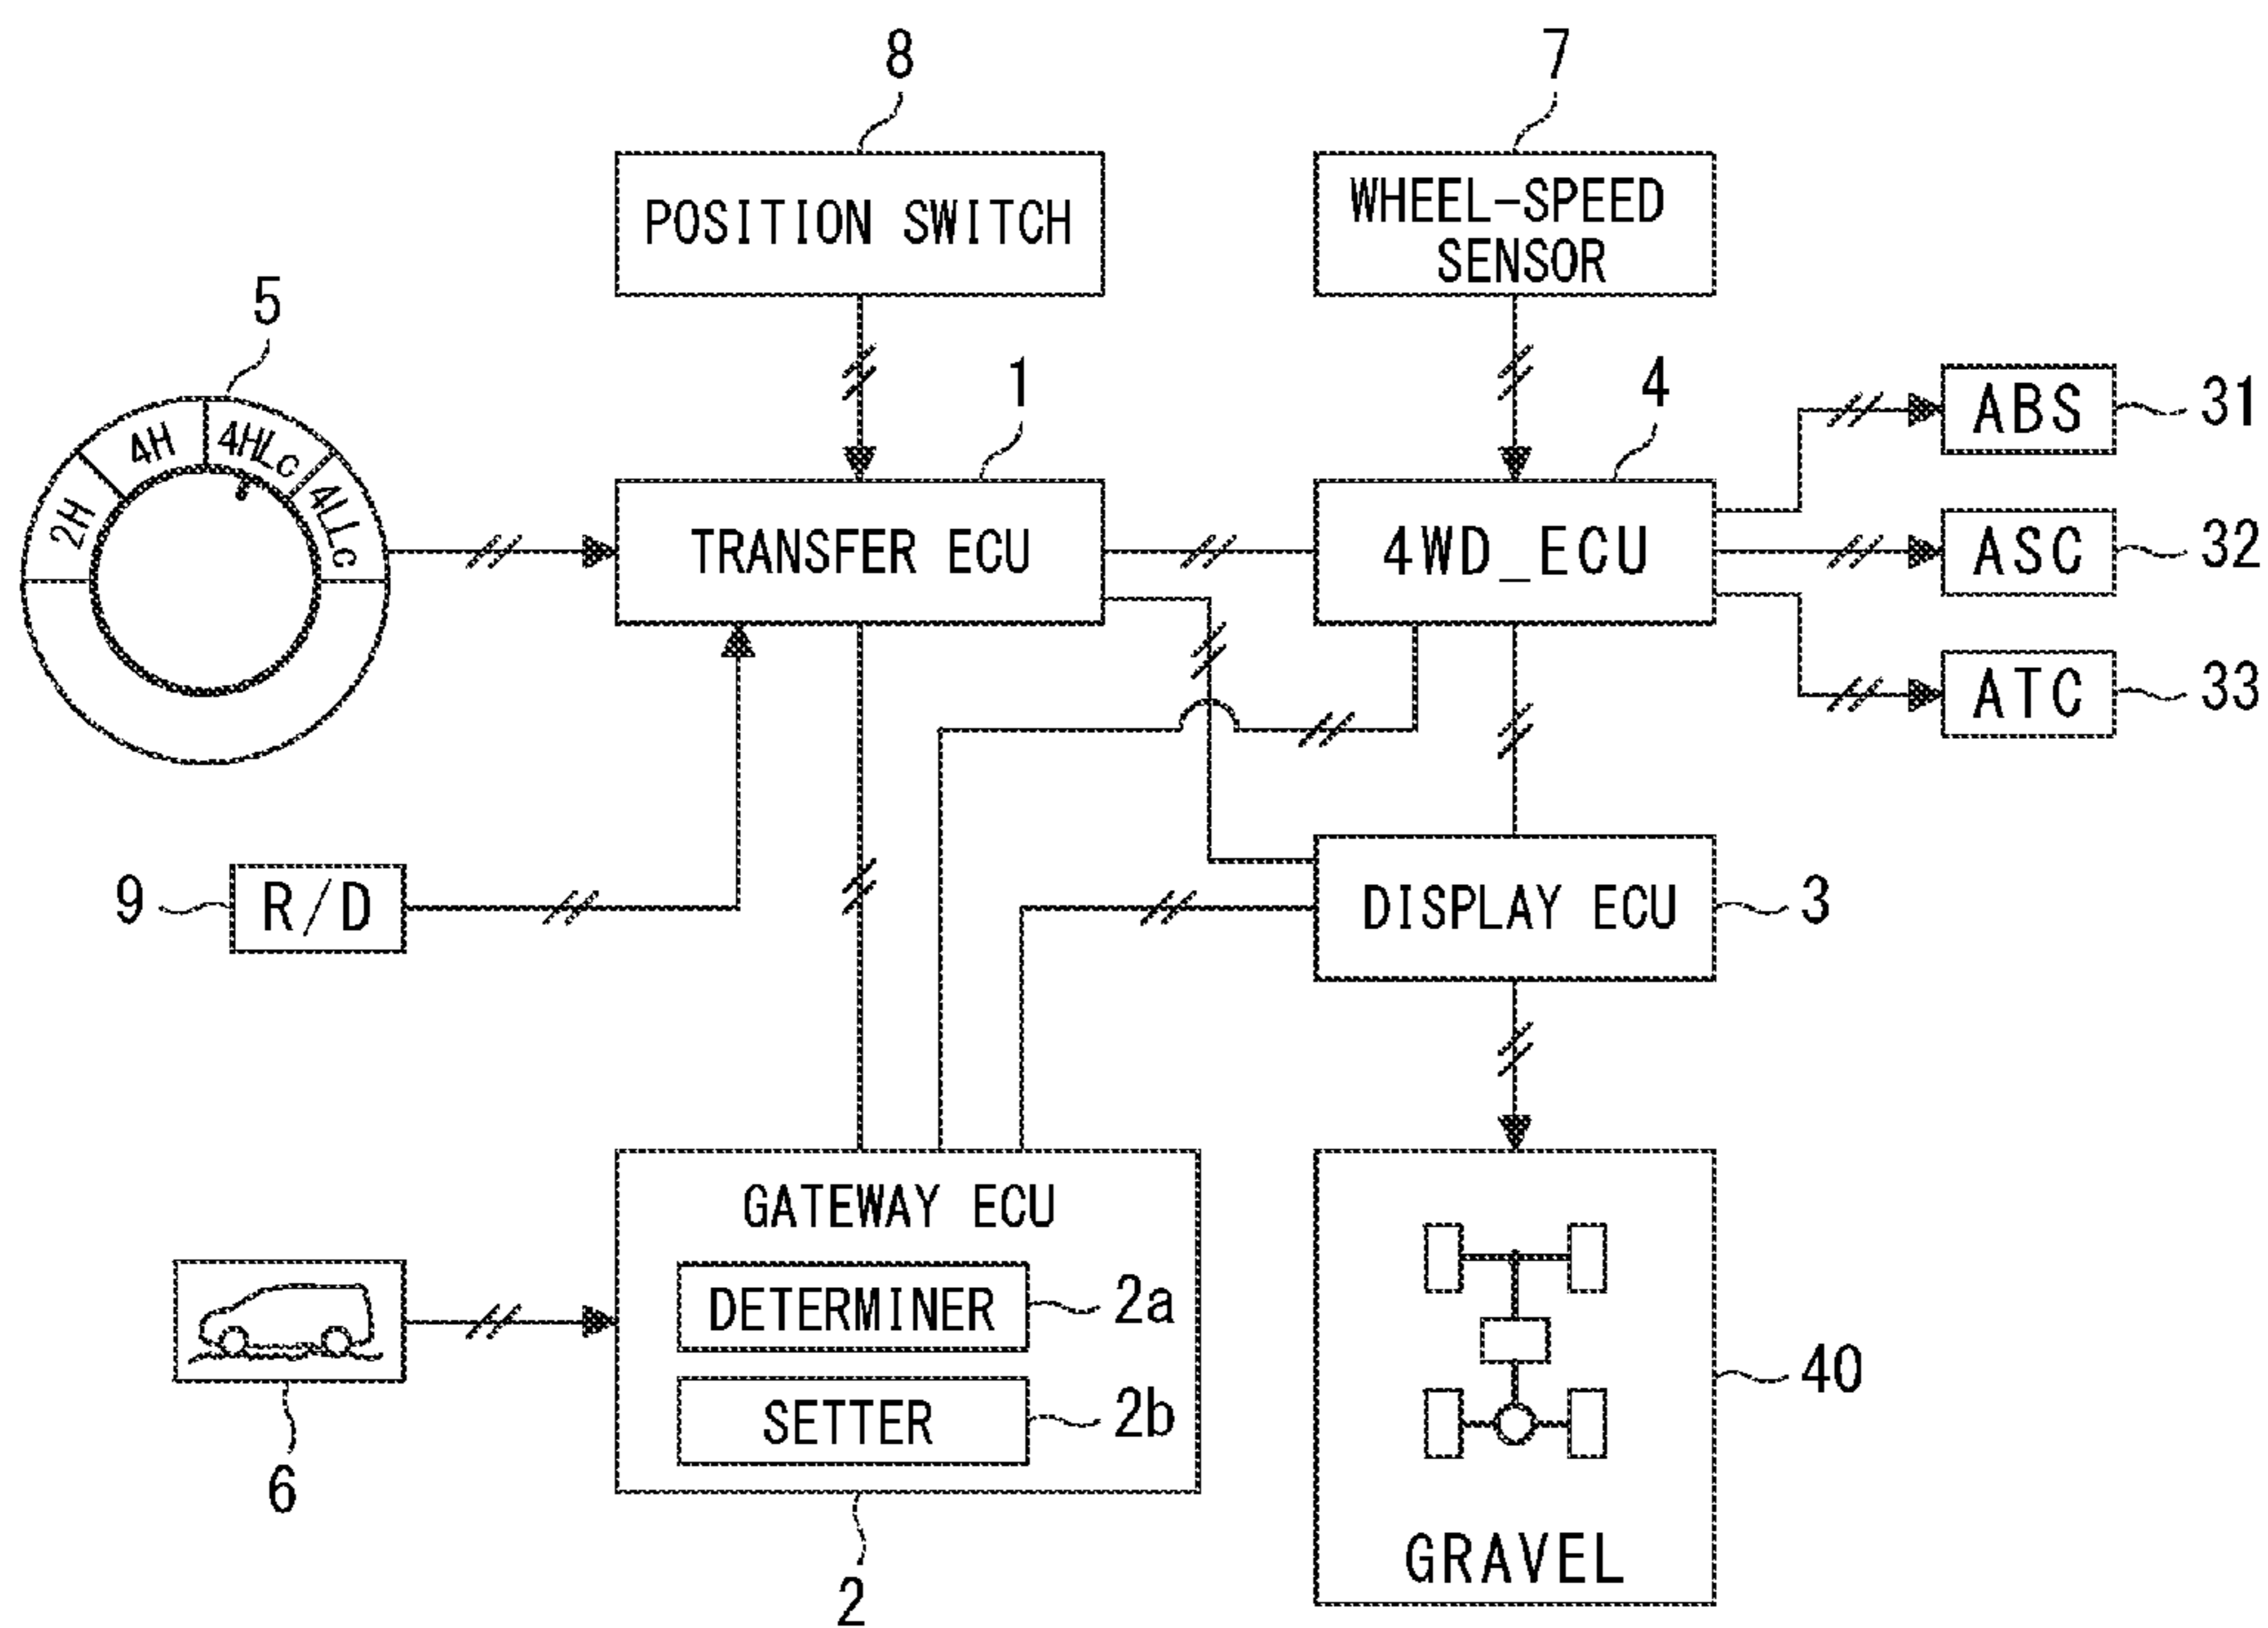 8
7
POSITION SWITCH
WHEEL-SPEED
SENSOR
5
1
4
2H
4H
4HLc
4LLc
TRANSFER ECU
4WD_ECU
ABS
31
ASC
32
ATC
33
9
R/D
DISPLAY ECU
3
GATEWAY ECU
DETERMINER
2a
SETTER
2b
6
2
40
GRAVEL